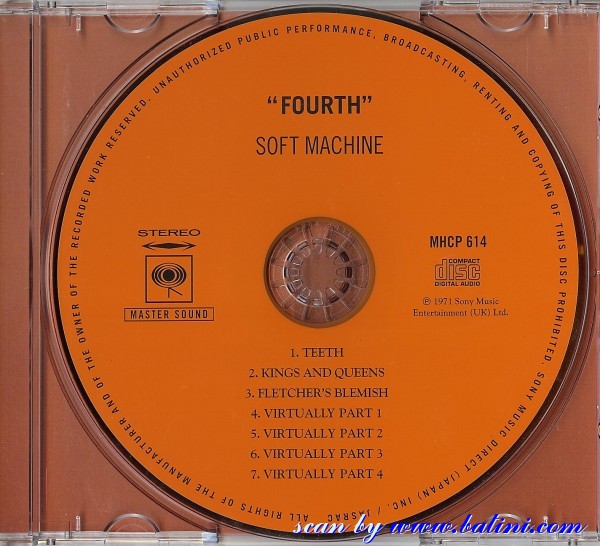 "FOURTH"
SOFT MACHINE
STEREO
MASTER SOUND
MHCP 614
COMPACT
disc
DIGITAL AUDIO
℗ 1971 Sony Music
Entertainment (UK) Ltd.
1. TEETH
2. KINGS AND QUEENS
3. FLETCHER'S BLEMISH
4. VIRTUALLY PART 1
5. VIRTUALLY PART 2
6. VIRTUALLY PART 3
7. VIRTUALLY PART 4
ALL RIGHTS OF THE MANUFACTURER AND OF THE OWNER OF THE RECORDED WORK RESERVED. UNAUTHORIZED PUBLIC PERFORMANCE, BROADCASTING, RENTING AND COPYING OF THIS DISC PROHIBITED. SONY MUSIC DIRECT (JAPAN) INC. / JASRAC
scan by www.balini.com